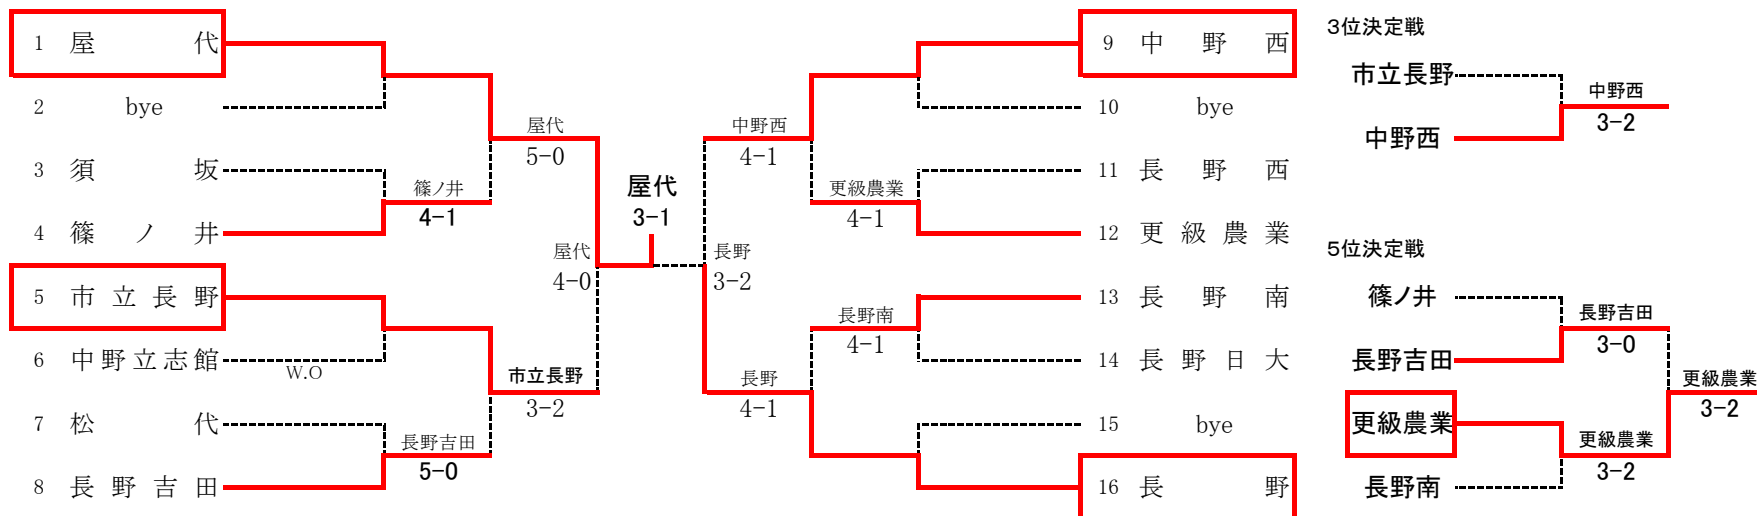 1 屋代
2 bye
3 須坂
4 篠ノ井
5 市立長野
6 中野立志館
W.O
7 松代
8 長野吉田
篠ノ井
4-1
長野吉田
5-0
屋代
5-0
市立長野
3-2
屋代
4-0
屋代
3-1
長野
3-2
中野西
4-1
長野
4-1
更級農業
4-1
長野南
4-1
9 中野西
10 bye
11 長野西
12 更級農業
13 長野南
14 長野日大
15 bye
16 長野
3位決定戦
市立長野
中野西
中野西
3-2
5位決定戦
篠ノ井
長野吉田
長野吉田
3-0
更級農業
長野南
更級農業
3-2
更級農業
3-2